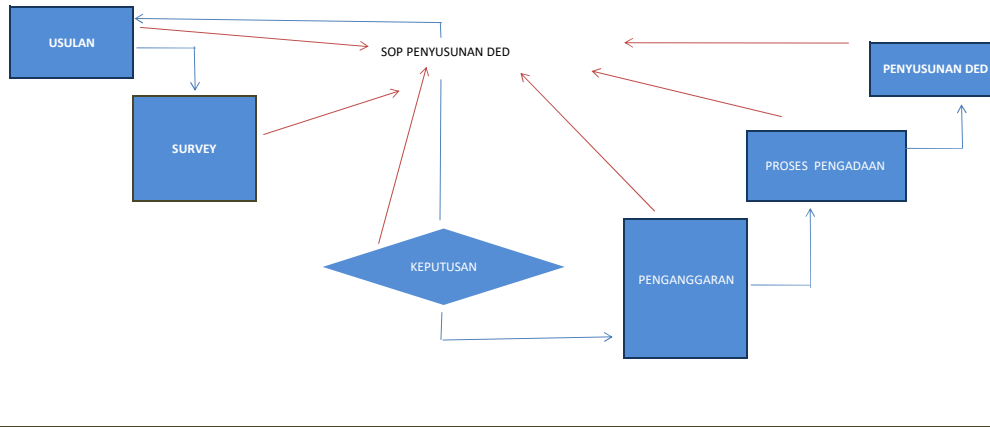 USULAN
SOP PENYUSUNAN DED
PENYUSUNAN DED
SURVEY
PROSES PENGADAAN
KEPUTUSAN
PENGANGGARAN